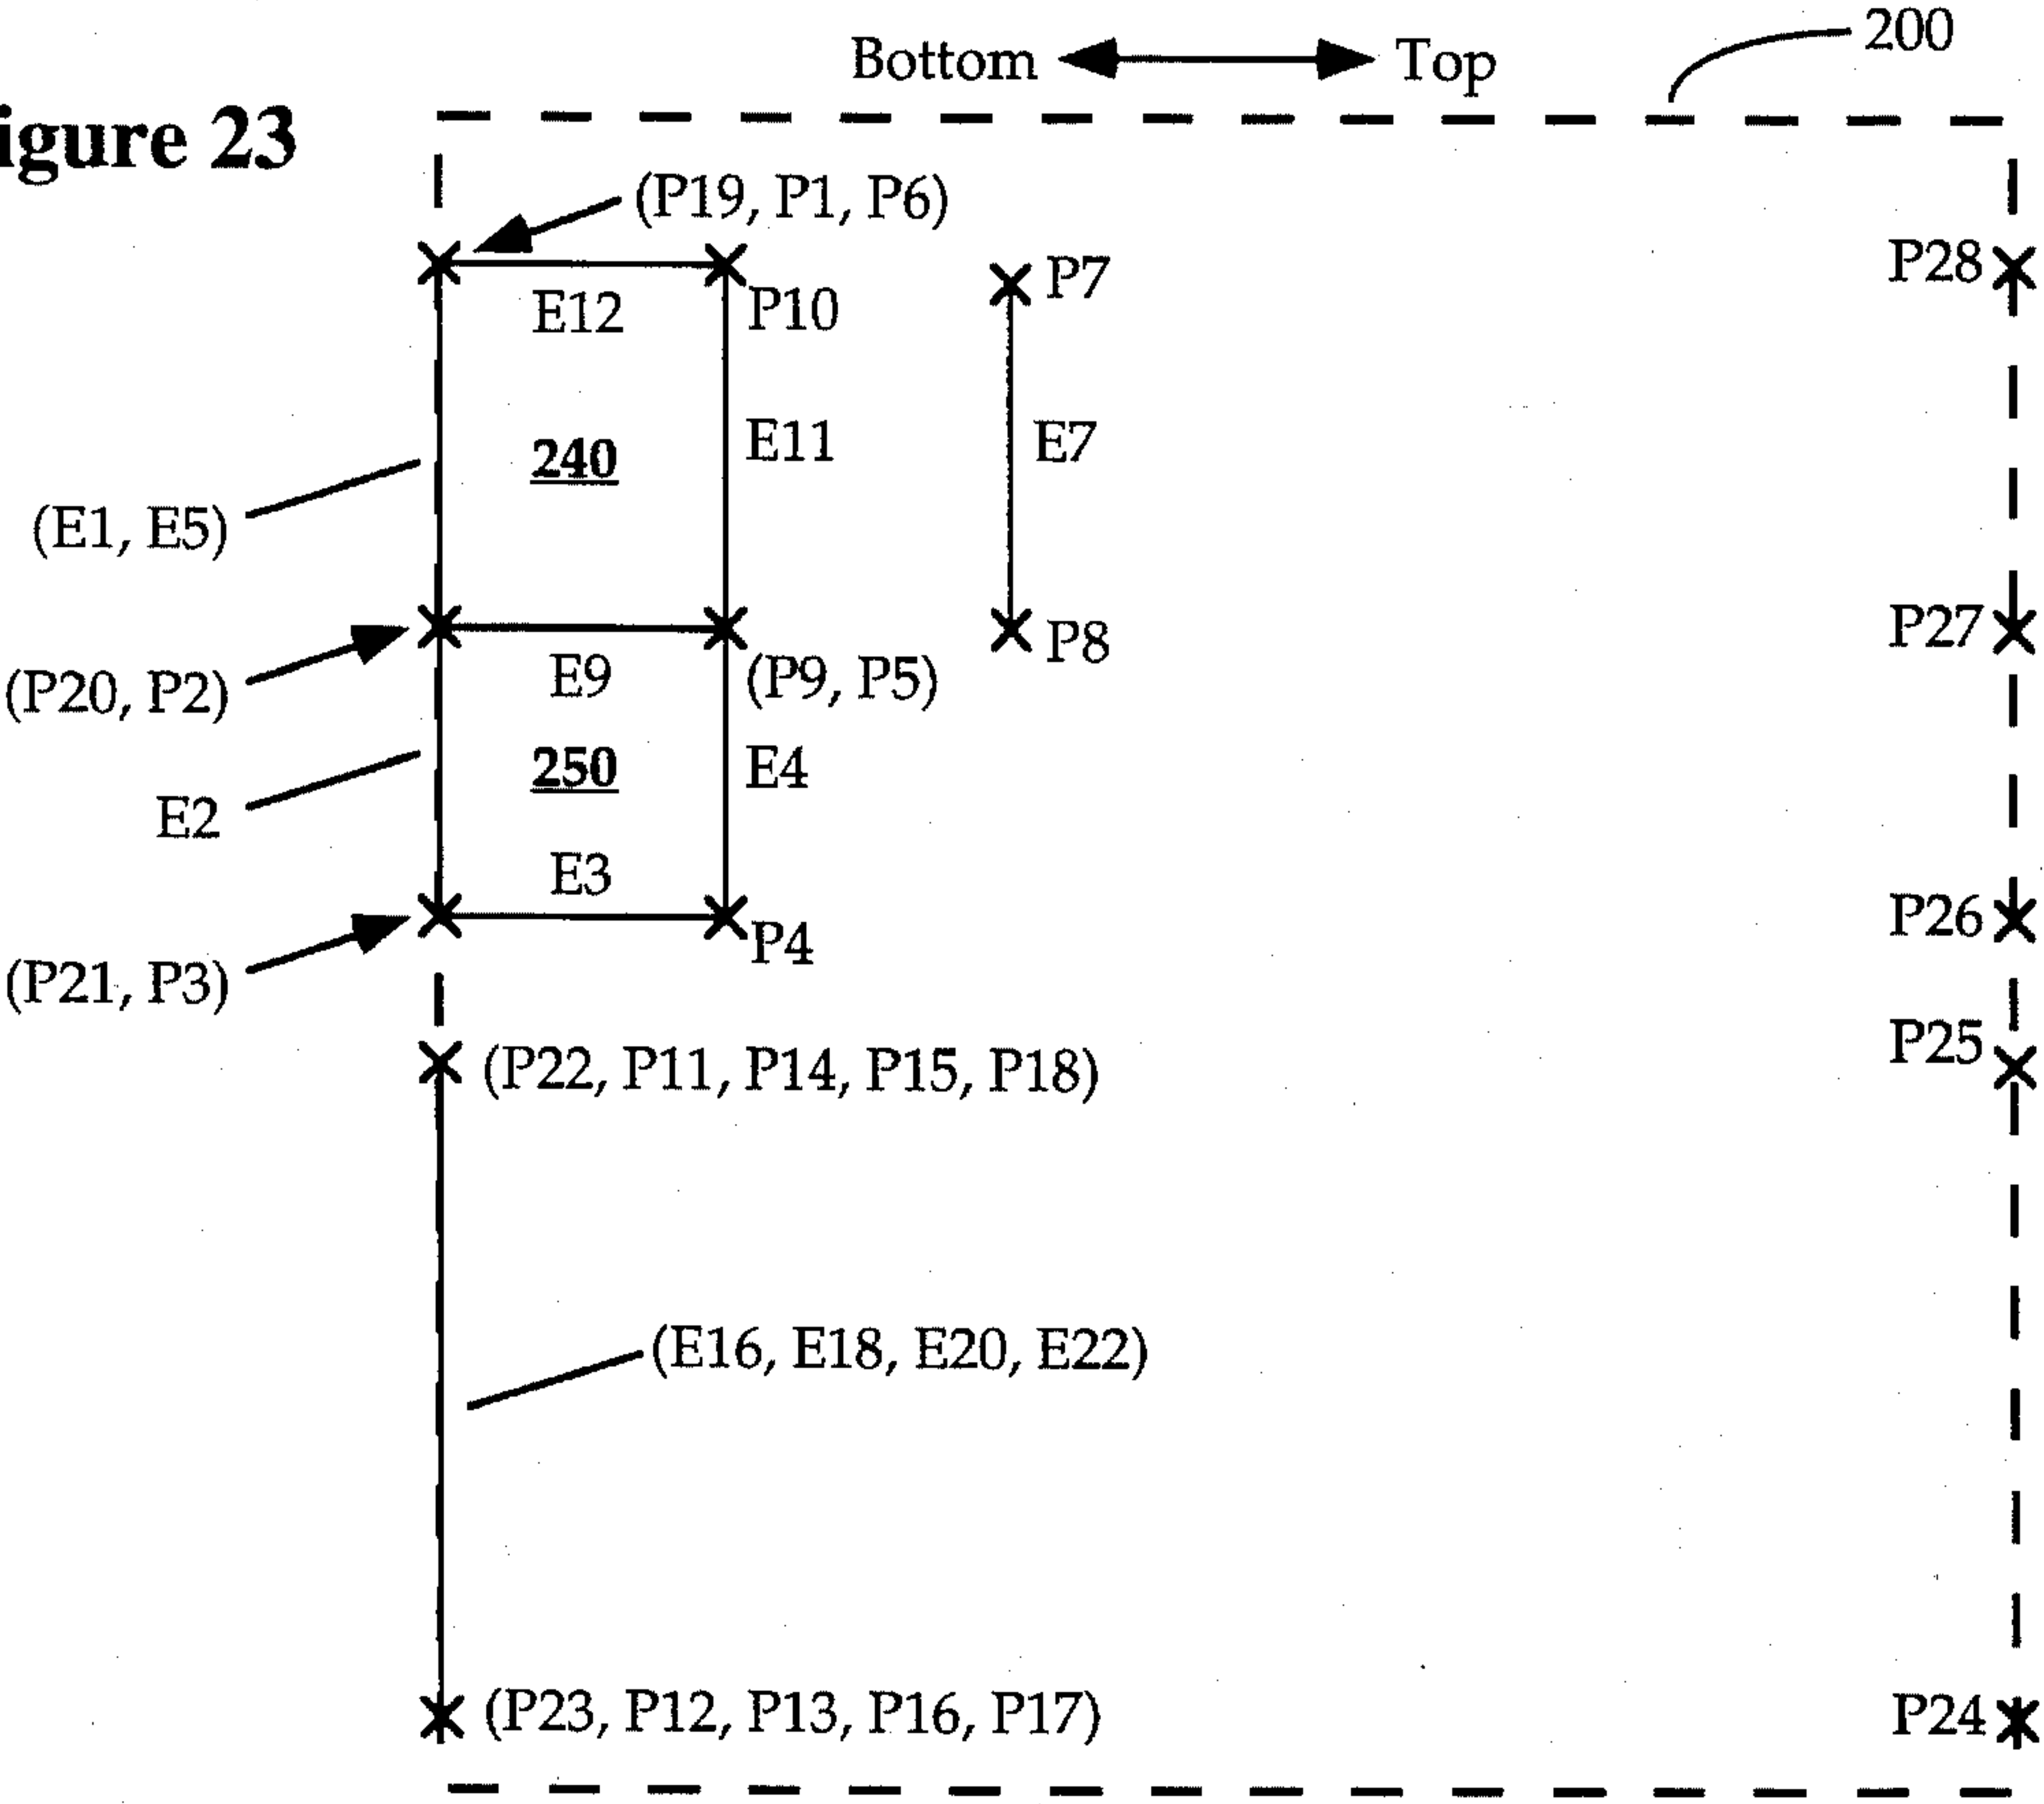 Bottom Top
200
igure 23
(P19, P1, P6)
P28
P7
E12
P10
E11
E7
240
(E1, E5)
P27
P8
(P20, P2)
E9
(P9, P5)
250
E4
E2
E3
P26
P4
(P21, P3)
P25
(P22, P11, P14, P15, P18)
(E16, E18, E20, E22)
(P23, P12, P13, P16, P17)
P24